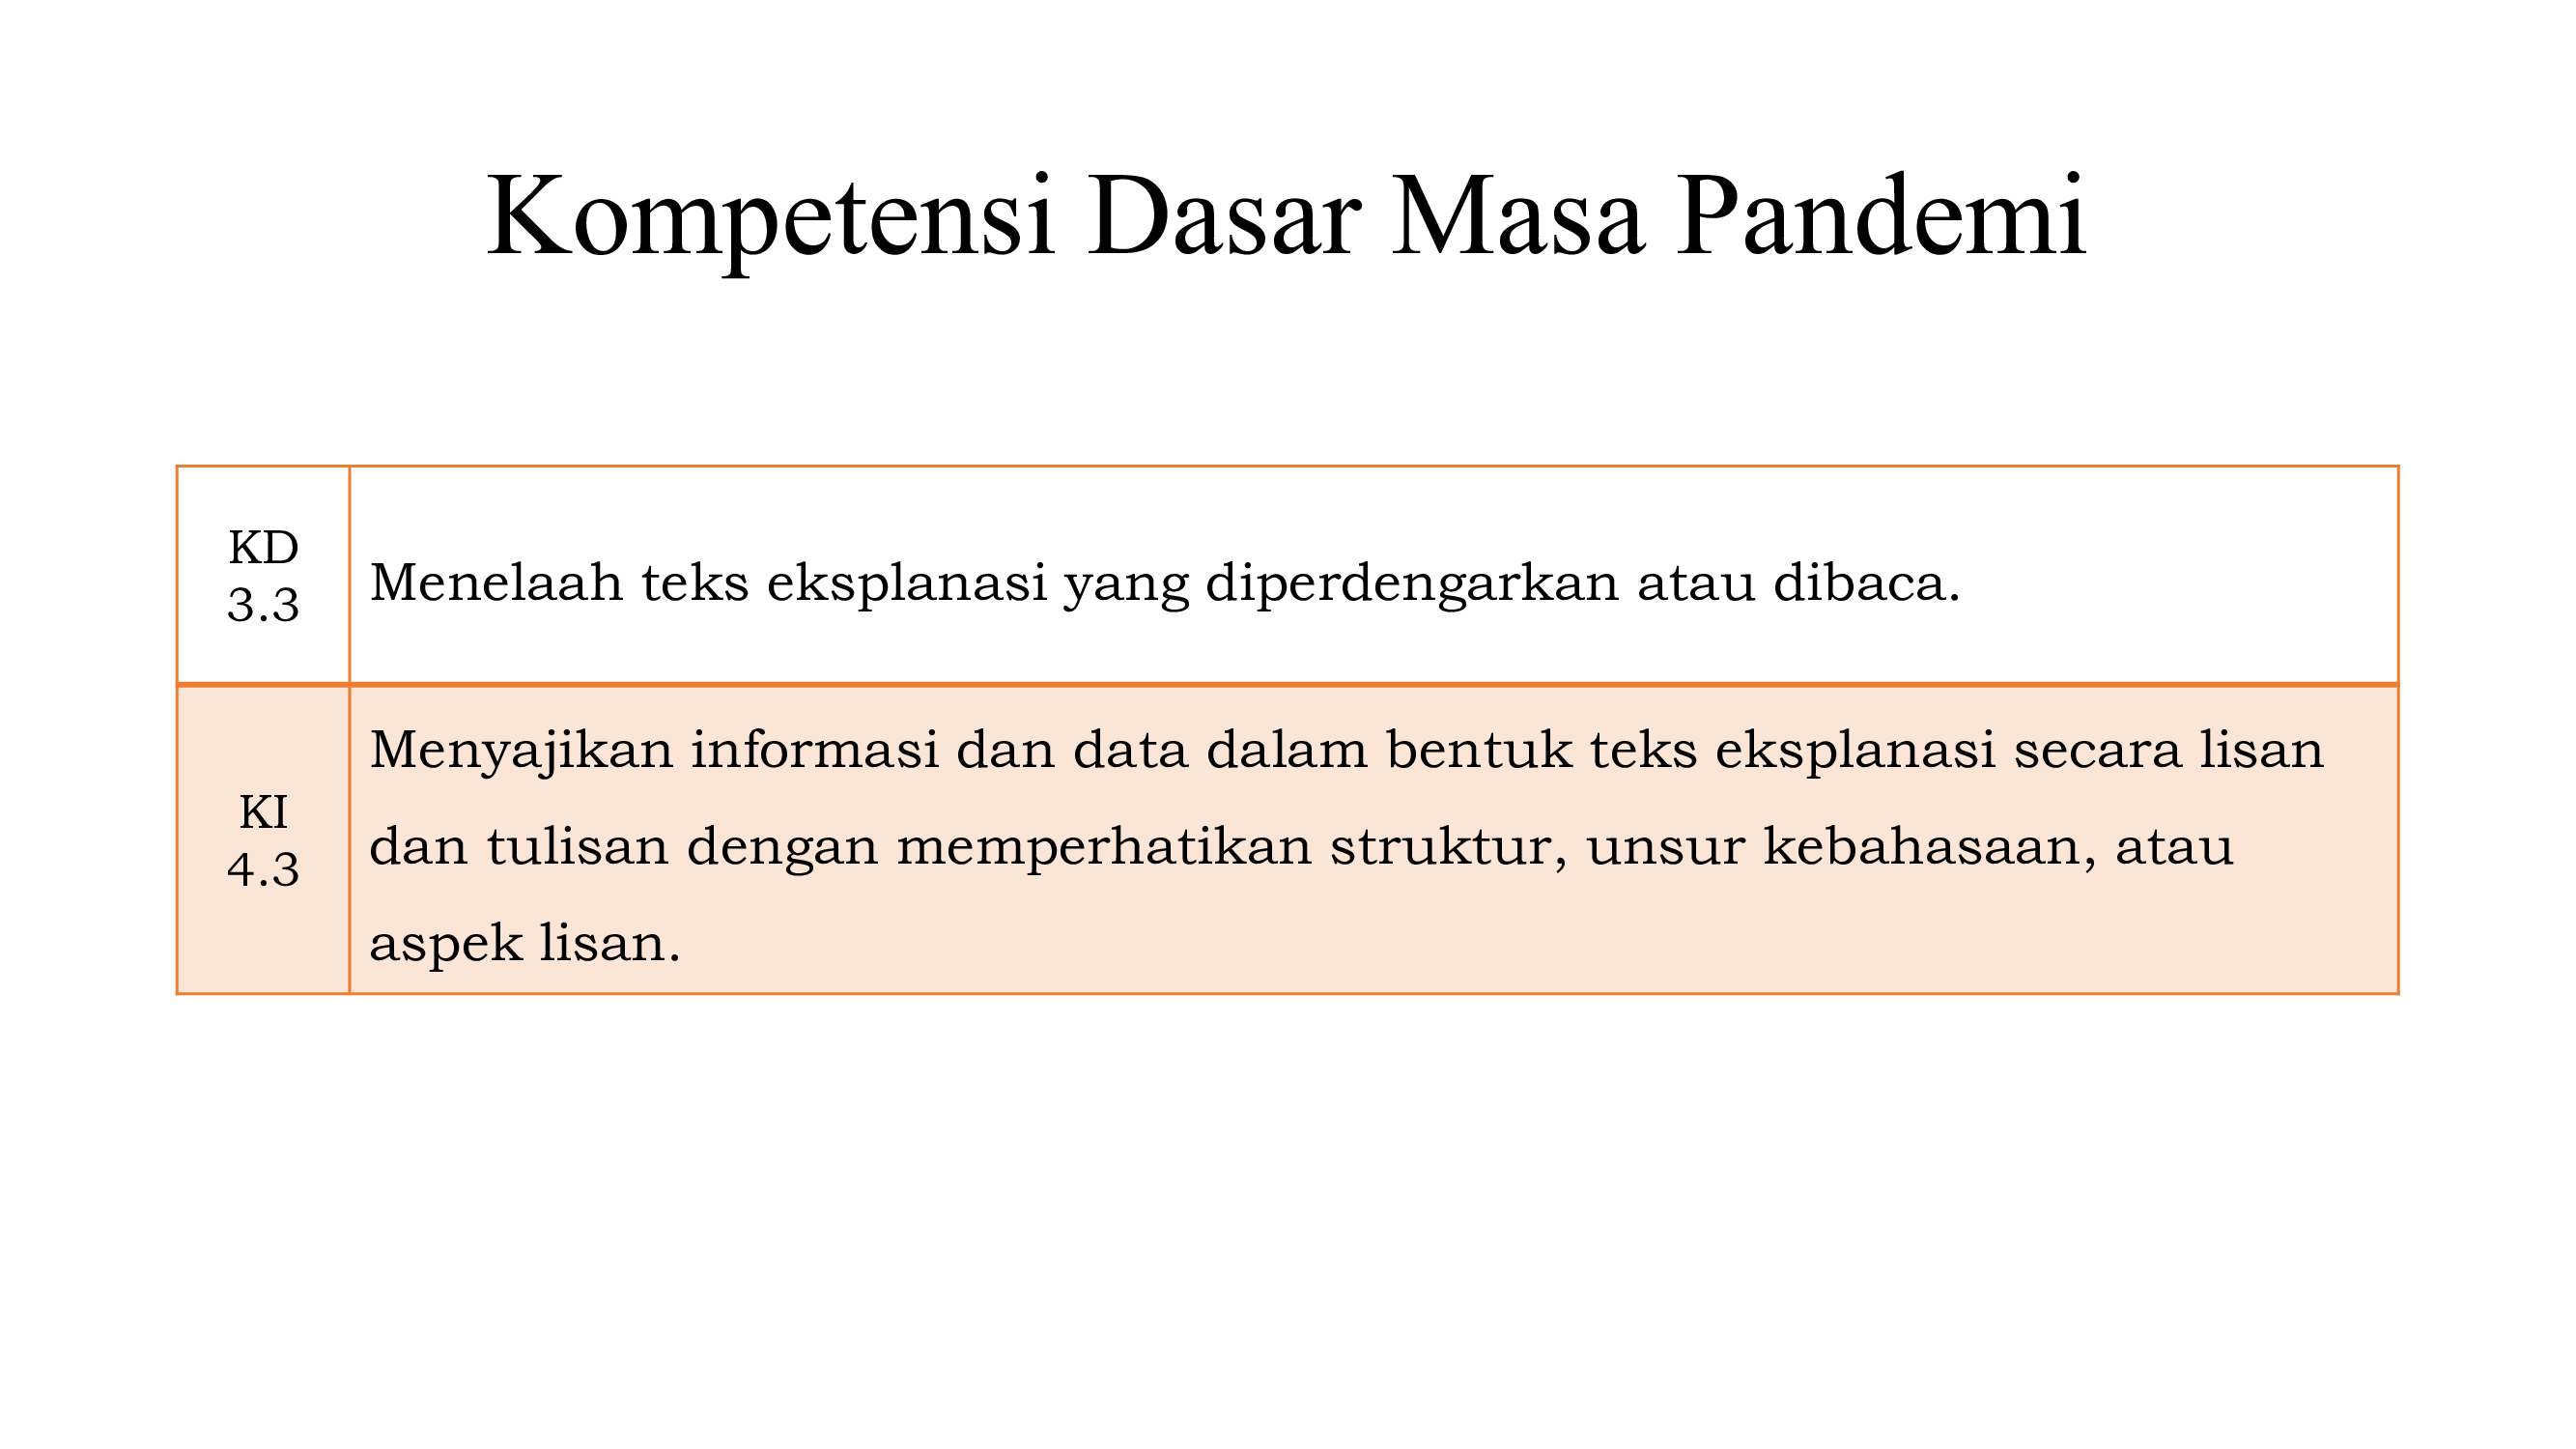 Kompetensi Dasar Masa Pandemi
KD
3.3
Menelaah teks eksplanasi yang diperdengarkan atau dibaca.
KI
4.3
Menyajikan informasi dan data dalam bentuk teks eksplanasi secara lisan
dan tulisan dengan memperhatikan struktur, unsur kebahasaan, atau
aspek lisan.